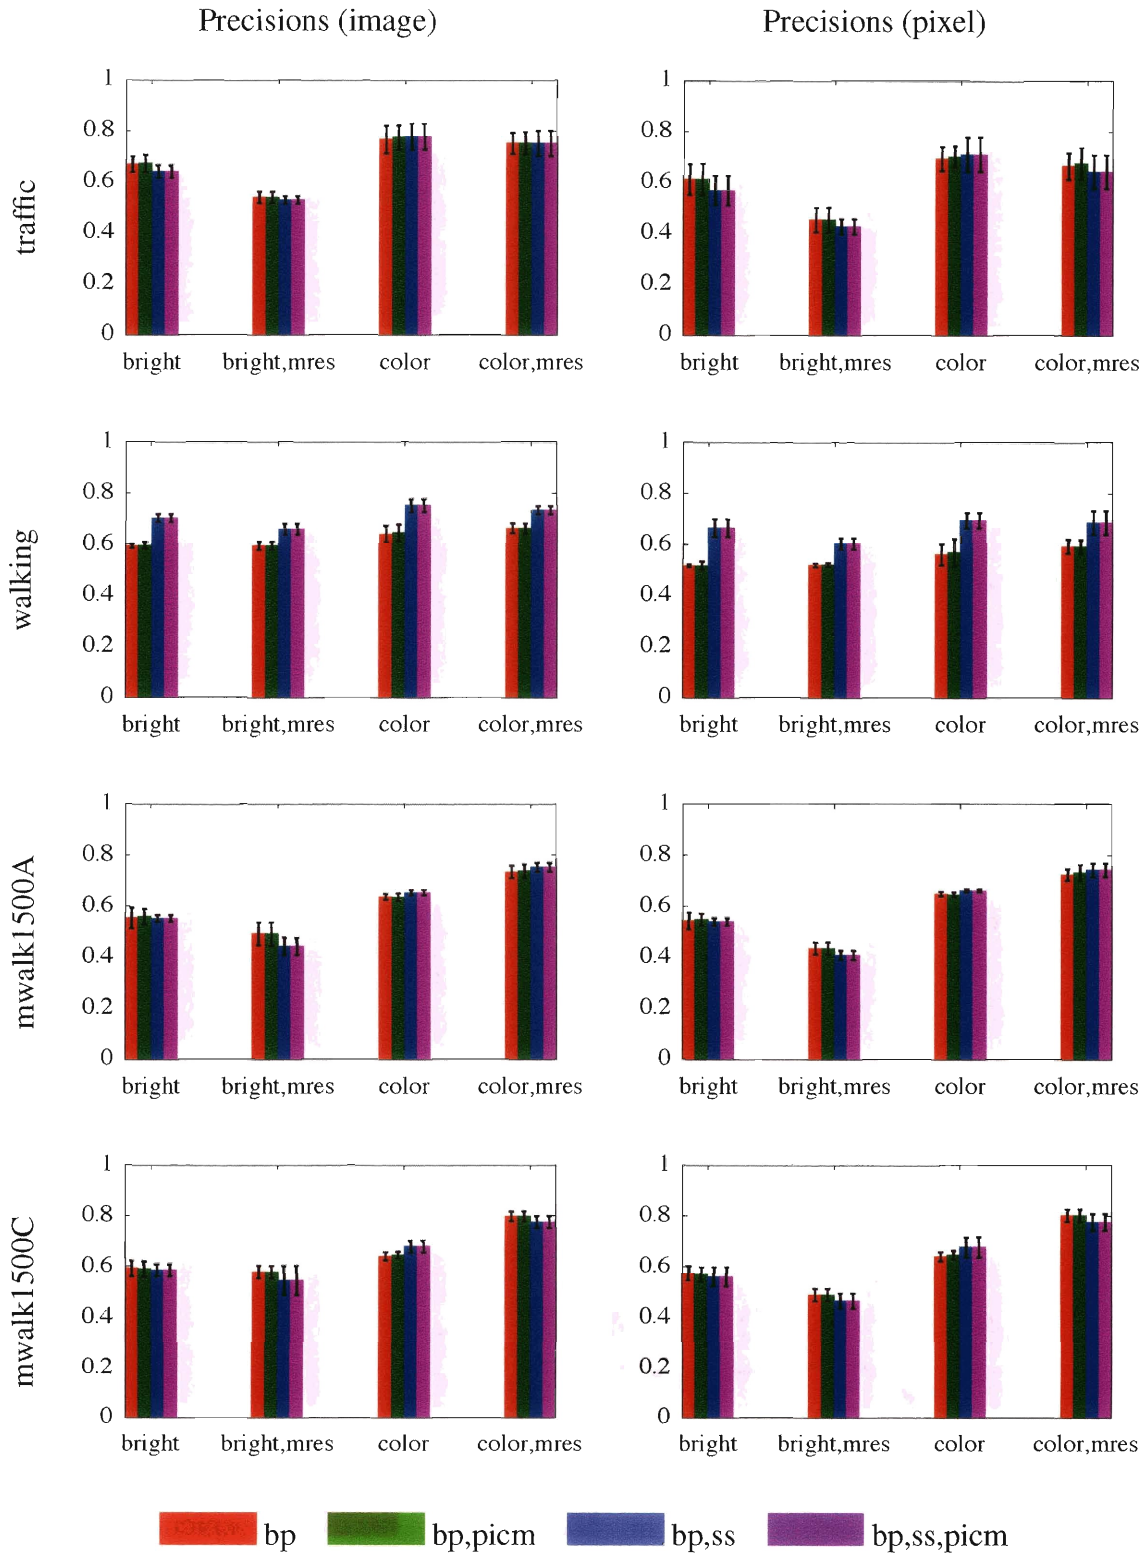 Precisions (image)
Precisions (pixel)
traffic
1
0.8
0.6
0.4
0.2
0
bright
bright,mres
color
color,mres
1
0.8
0.6
0.4
0.2
0
bright
bright,mres
color
color,mres
walking
1
0.8
0.6
0.4
0.2
0
bright
bright,mres
color
color,mres
1
0.8
0.6
0.4
0.2
0
bright
bright,mres
color
color,mres
mwalk1500A
1
0.8
0.6
0.4
0.2
0
bright
bright,mres
color
color,mres
1
0.8
0.6
0.4
0.2
0
bright
bright,mres
color
color,mres
mwalk1500C
1
0.8
0.6
0.4
0.2
0
bright
bright,mres
color
color,mres
1
0.8
0.6
0.4
0.2
0
bright
bright,mres
color
color,mres
bp
bp,picm
bp,ss
bp,ss,picm